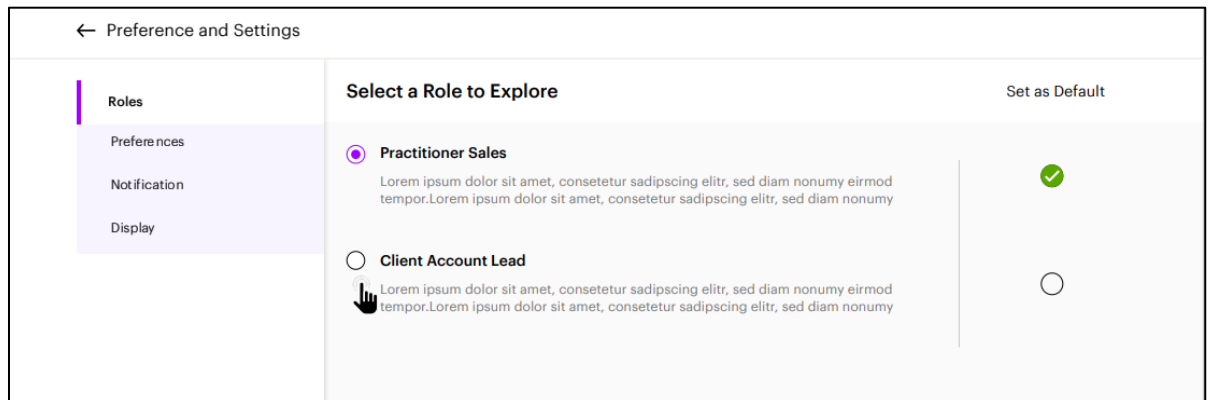 Preference and Settings
Roles
Preferences
Notification
Display
Select a Role to Explore
Set as Default
Practitioner Sales
Lorem ipsum dolor sit amet, consetetur sadipscing elitr, sed diam nonumy eirmod
tempor.Lorem ipsum dolor sit amet, consetetur sadipscing elitr, sed diam nonumy
Client Account Lead
Lorem ipsum dolor sit amet, consetetur sadipscing elitr, sed diam nonumy eirmod
tempor.Lorem ipsum dolor sit amet, consetetur sadipscing elitr, sed diam nonumy